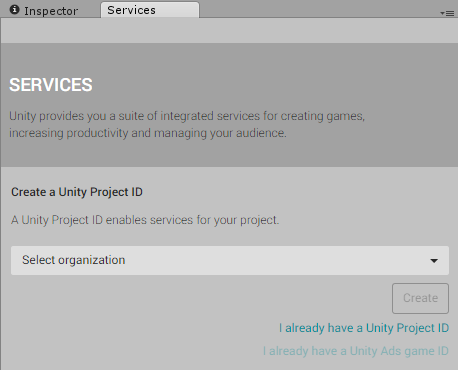 Inspector
Services
SERVICES
Unity provides you a suite of integrated services for creating games,
increasing productivity and managing your audience.
Create a Unity Project ID
A Unity Project ID enables services for your project.
Select organization
Create
I already have a Unity Project ID
I already have a Unity Ads game ID